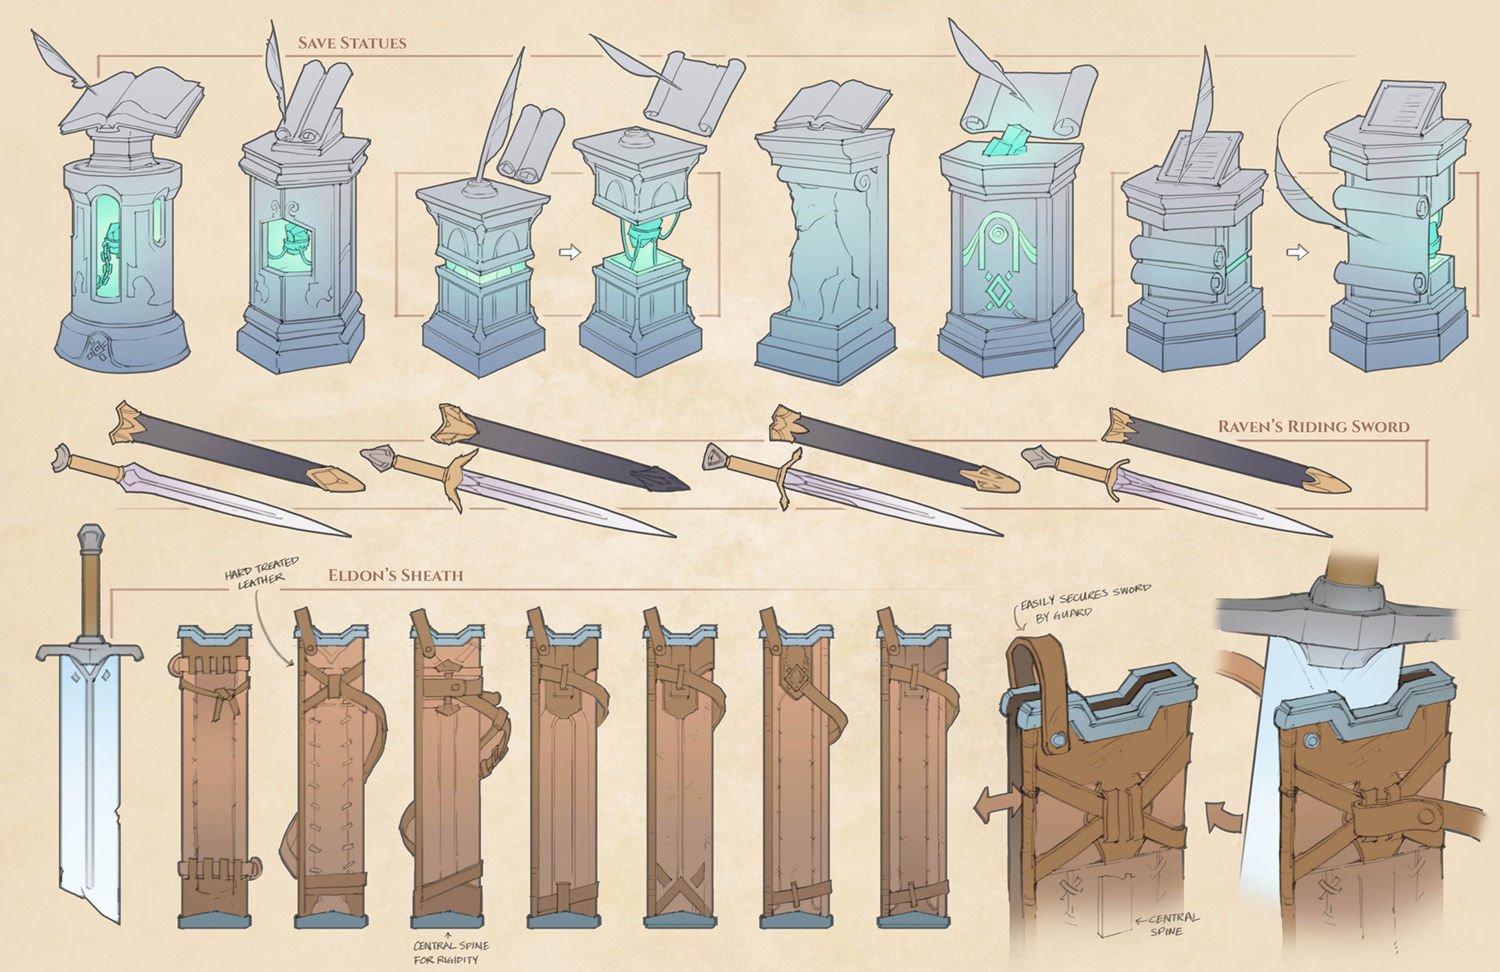 SAVE STATUES
RAVEN'S RIDING SWORD
ELDON'S SHEATH
HARD TREATED
LEATHER
EASILY SECURES SWORD
BY GUARD
CENTRAL SPINE
FOR RIGIDITY
CENTRAL
SPINE